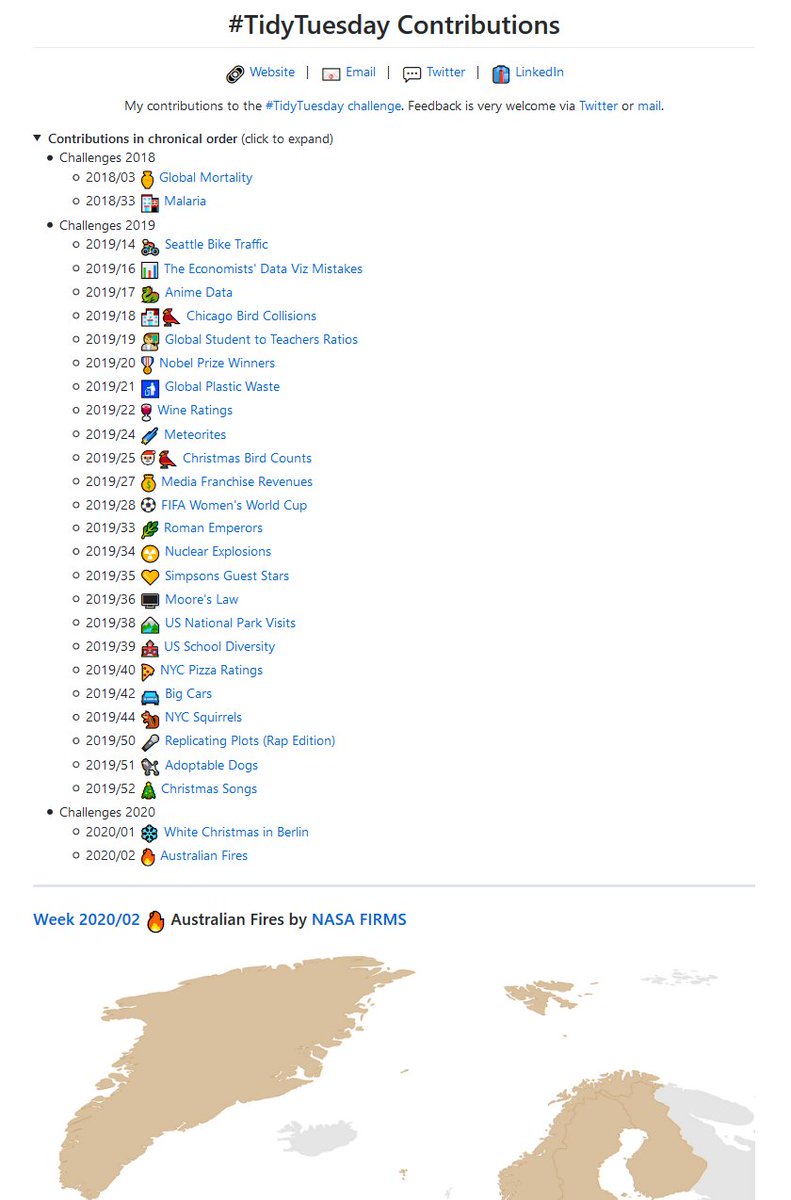 #TidyTuesday Contributions
Website | Email | Twitter | LinkedIn
My contributions to the #TidyTuesday challenge. Feedback is very welcome via Twitter or mail.
Contributions in chronical order (click to expand)
Challenges 2018
2018/03 Global Mortality
2018/33 Malaria
Challenges 2019
2019/14 Seattle Bike Traffic
2019/16 The Economists' Data Viz Mistakes
2019/17 Anime Data
2019/18 Chicago Bird Collisions
2019/19 Global Student to Teachers Ratios
2019/20 Nobel Prize Winners
2019/21 Global Plastic Waste
2019/22 Wine Ratings
2019/24 Meteorites
2019/25 Christmas Bird Counts
2019/27 Media Franchise Revenues
2019/28 FIFA Women's World Cup
2019/33 Roman Emperors
2019/34 Nuclear Explosions
2019/35 Simpsons Guest Stars
2019/36 Moore's Law
2019/38 US National Park Visits
2019/39 US School Diversity
2019/40 NYC Pizza Ratings
2019/42 Big Cars
2019/44 NYC Squirrels
2019/50 Replicating Plots (Rap Edition)
2019/51 Adoptable Dogs
2019/52 Christmas Songs
Challenges 2020
2020/01 White Christmas in Berlin
2020/02 Australian Fires
Week 2020/02 Australian Fires by NASA FIRMS